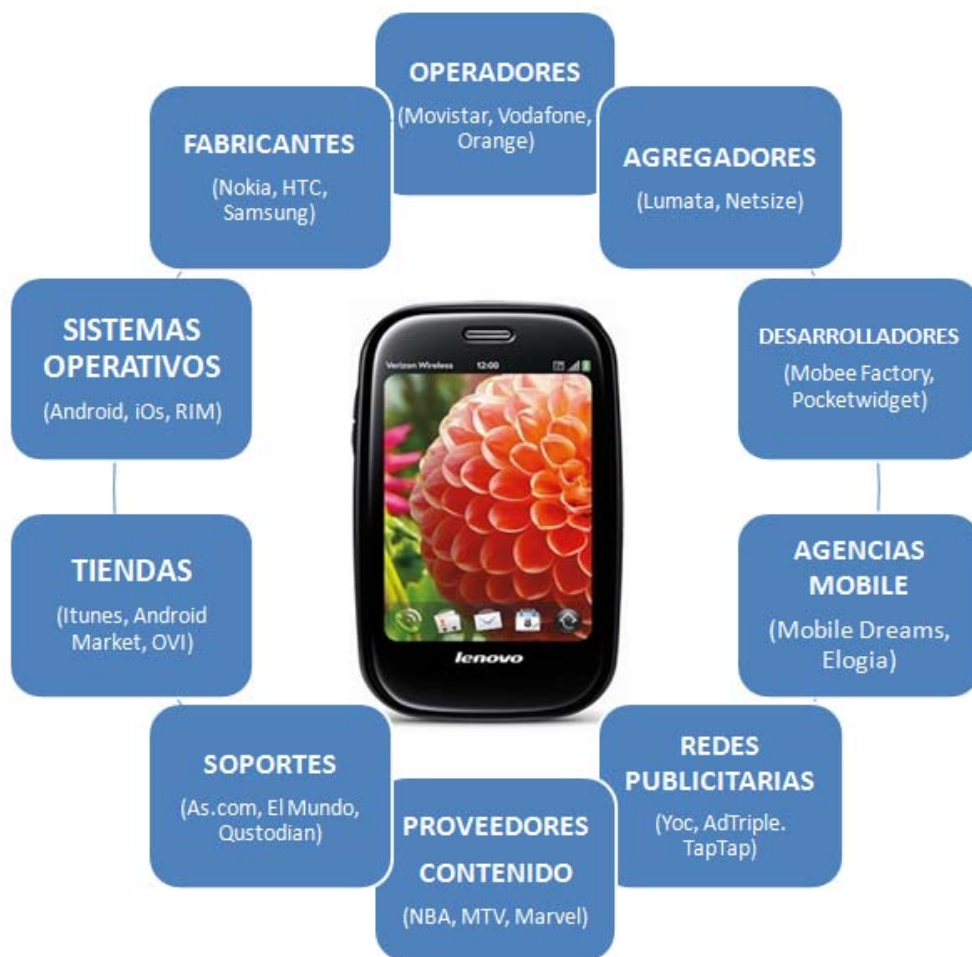 OPERADORES
(Movistar, Vodafone,
Orange)
AGREGADORES
(Lumata, Netsize)
DESARROLLADORES
(Mobee Factory,
Pocketwidget)
AGENCIAS
MOBILE
(Mobile Dreams,
Elogia)
REDES
PUBLICITARIAS
(Yoc, AdTriple.
TapTap)
PROVEEDORES
CONTENIDO
(NBA, MTV, Marvel)
SOPORTES
(As.com, El Mundo,
Qustodian)
TIENDAS
(Itunes, Android
Market, OVI)
SISTEMAS
OPERATIVOS
(Android, iOs, RIM)
FABRICANTES
(Nokia, HTC,
Samsung)
Verizon Wireless 12:00
8
lenovo